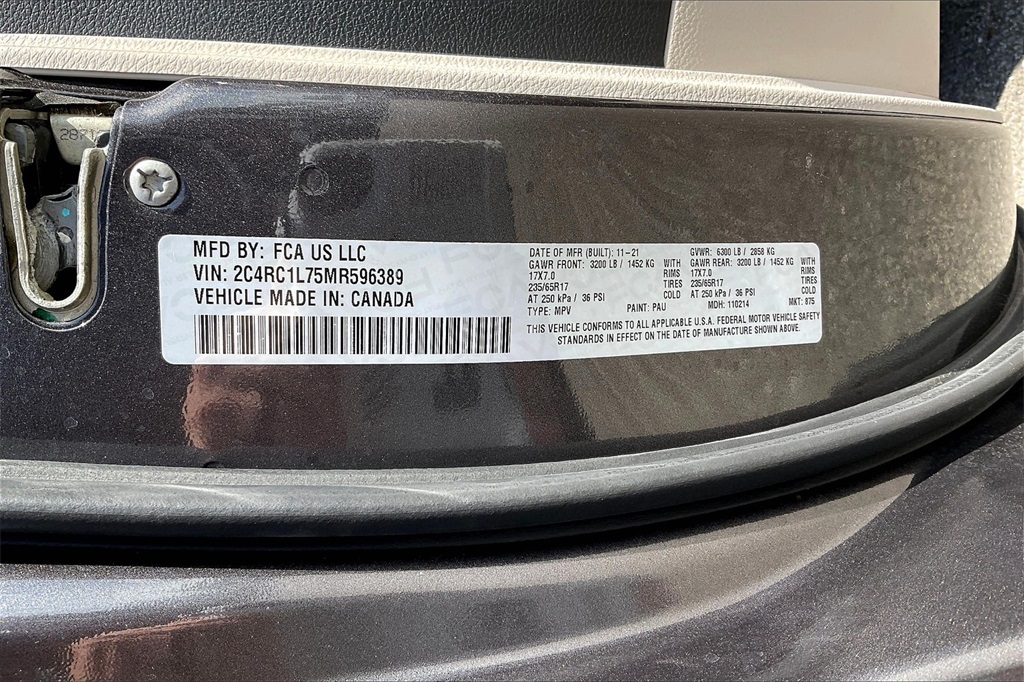 MFD BY: FCA US LLC
VIN: 2C4RC1L75MR596389
VEHICLE MADE IN: CANADA
DATE OF MFR (BUILT): 11-21 GVWR: 6300 LB / 2858 KG
GAWR FRONT: 3200 LB / 1452 KG WITH GAWR REAR: 3200 LB / 1452 KG WITH
17X7.0 TIRES 17X7.0 TIRES
235/65R17 235/65R17
AT 250 kPa / 36 PSI COLD AT 250 kPa / 36 PSI COLD
TYPE: MPV PAINT: PAU MDH: 110214 MKT: 875
THIS VEHICLE CONFORMS TO ALL APPLICABLE U.S.A. FEDERAL MOTOR VEHICLE SAFETY
STANDARDS IN EFFECT ON THE DATE OF MANUFACTURE SHOWN ABOVE.